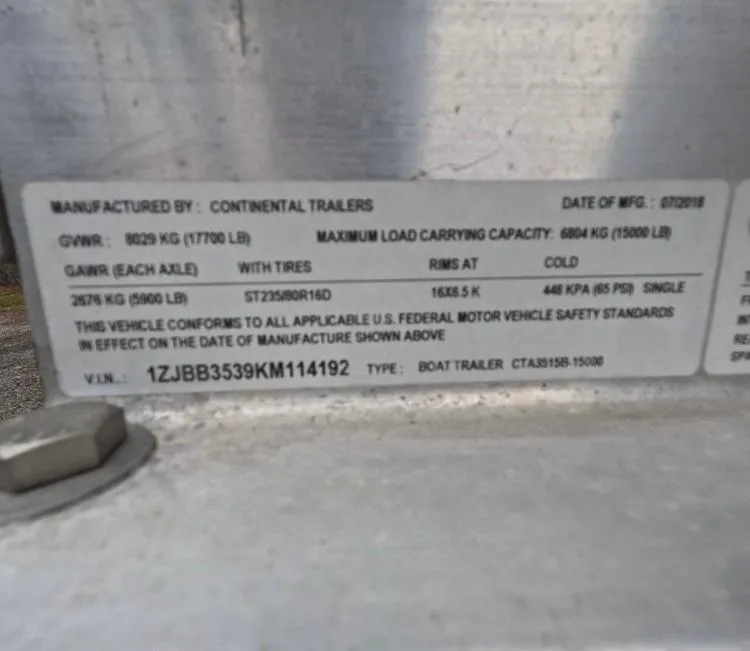 MANUFACTURED BY : CONTINENTAL TRAILERS DATE OF MFG. : 07/2018
GVWR : 8029 KG (17700 LB) MAXIMUM LOAD CARRYING CAPACITY: 6804 KG (15000 LB)
GAWR (EACH AXLE) WITH TIRES RIMS AT COLD
2676 KG (5900 LB) ST235/80R16D 16X6.5 K 448 KPA (65 PSI) SINGLE
THIS VEHICLE CONFORMS TO ALL APPLICABLE U.S. FEDERAL MOTOR VEHICLE SAFETY STANDARDS
IN EFFECT ON THE DATE OF MANUFACTURE SHOWN ABOVE
V.I.N. : 1ZJBB3539KM114192 TYPE : BOAT TRAILER CTA3515B-15000